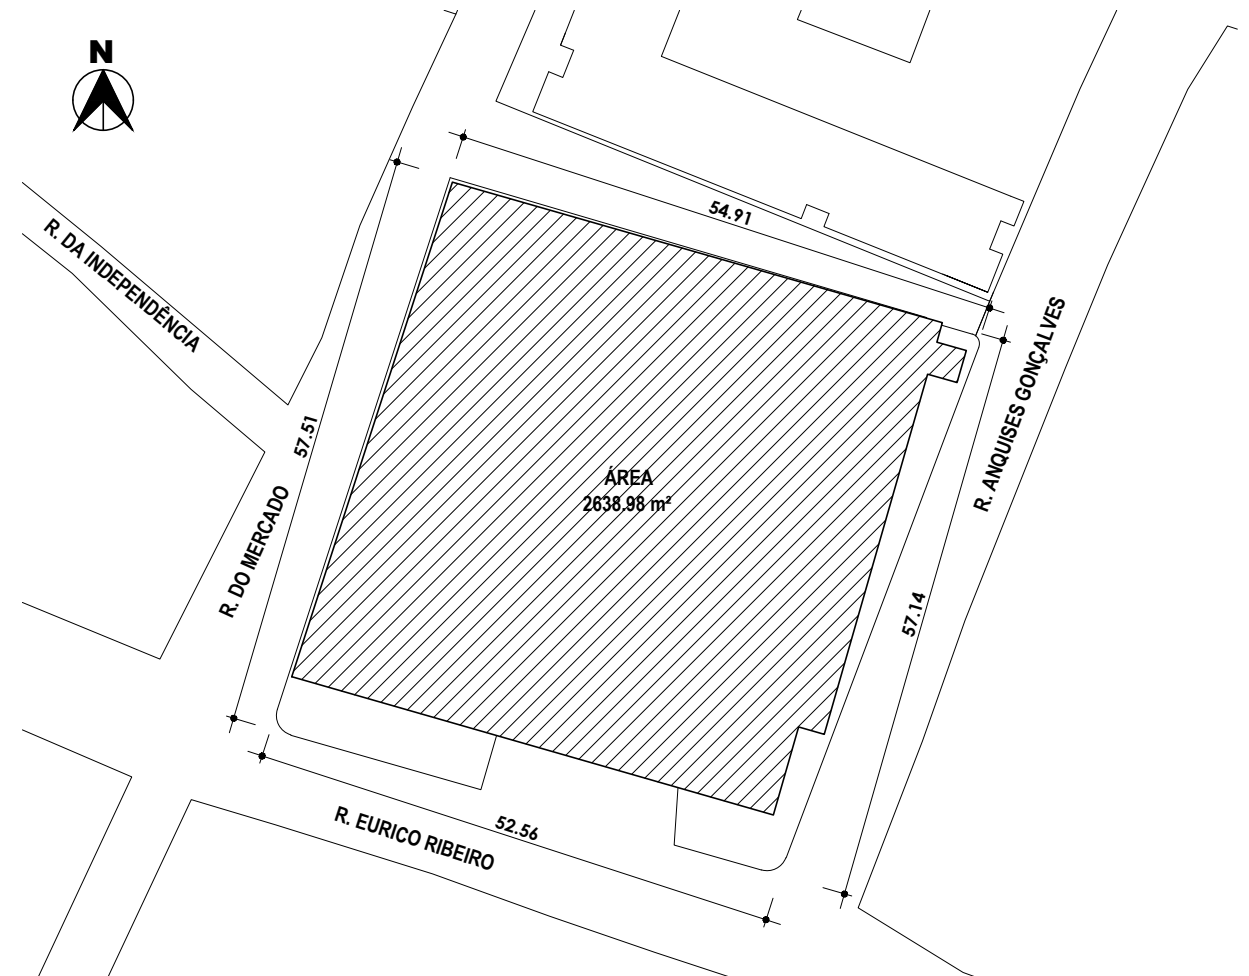 N
54.91
R. DA INDEPENDÊNCIA
R. ANQUISES GONÇALVES
57.51
ÁREA
2638.98 m²
R. DO MERCADO
57.14
52.56
R. EURICO RIBEIRO